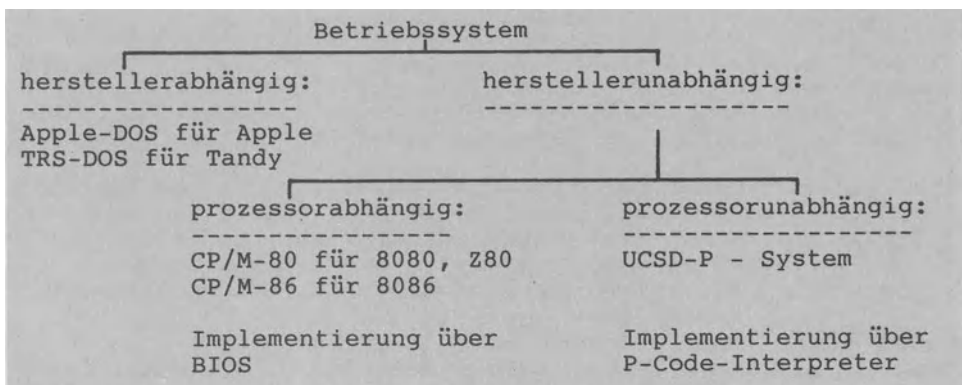 Betriebssystem
herstellerabhängig:
herstellerunabhängig:
Apple-DOS für Apple
TRS-DOS für Tandy
prozessorabhängig:
prozessorunabhängig:
CP/M-80 für 8080, Z80
CP/M-86 für 8086
UCSD-P - System
Implementierung über
BIOS
Implementierung über
P-Code-Interpreter